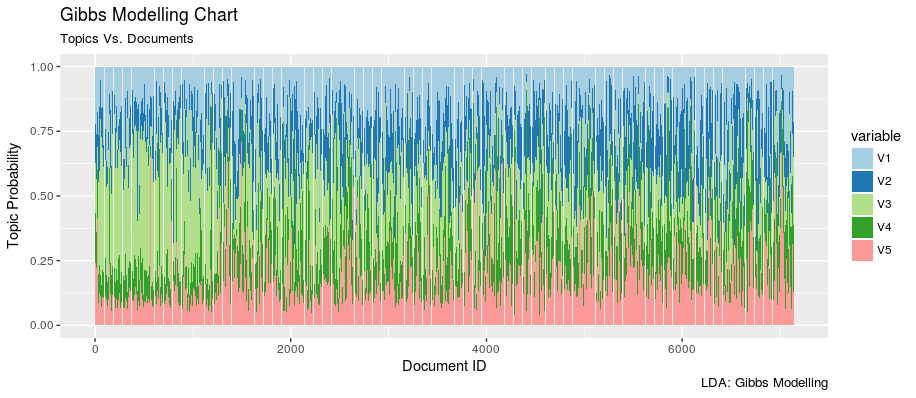 Gibbs Modelling Chart
Topics Vs. Documents
Topic Probability
1.00
0.75
0.50
0.25
0.00
0
2000
4000
6000
Document ID
LDA: Gibbs Modelling
variable
V1
V2
V3
V4
V5